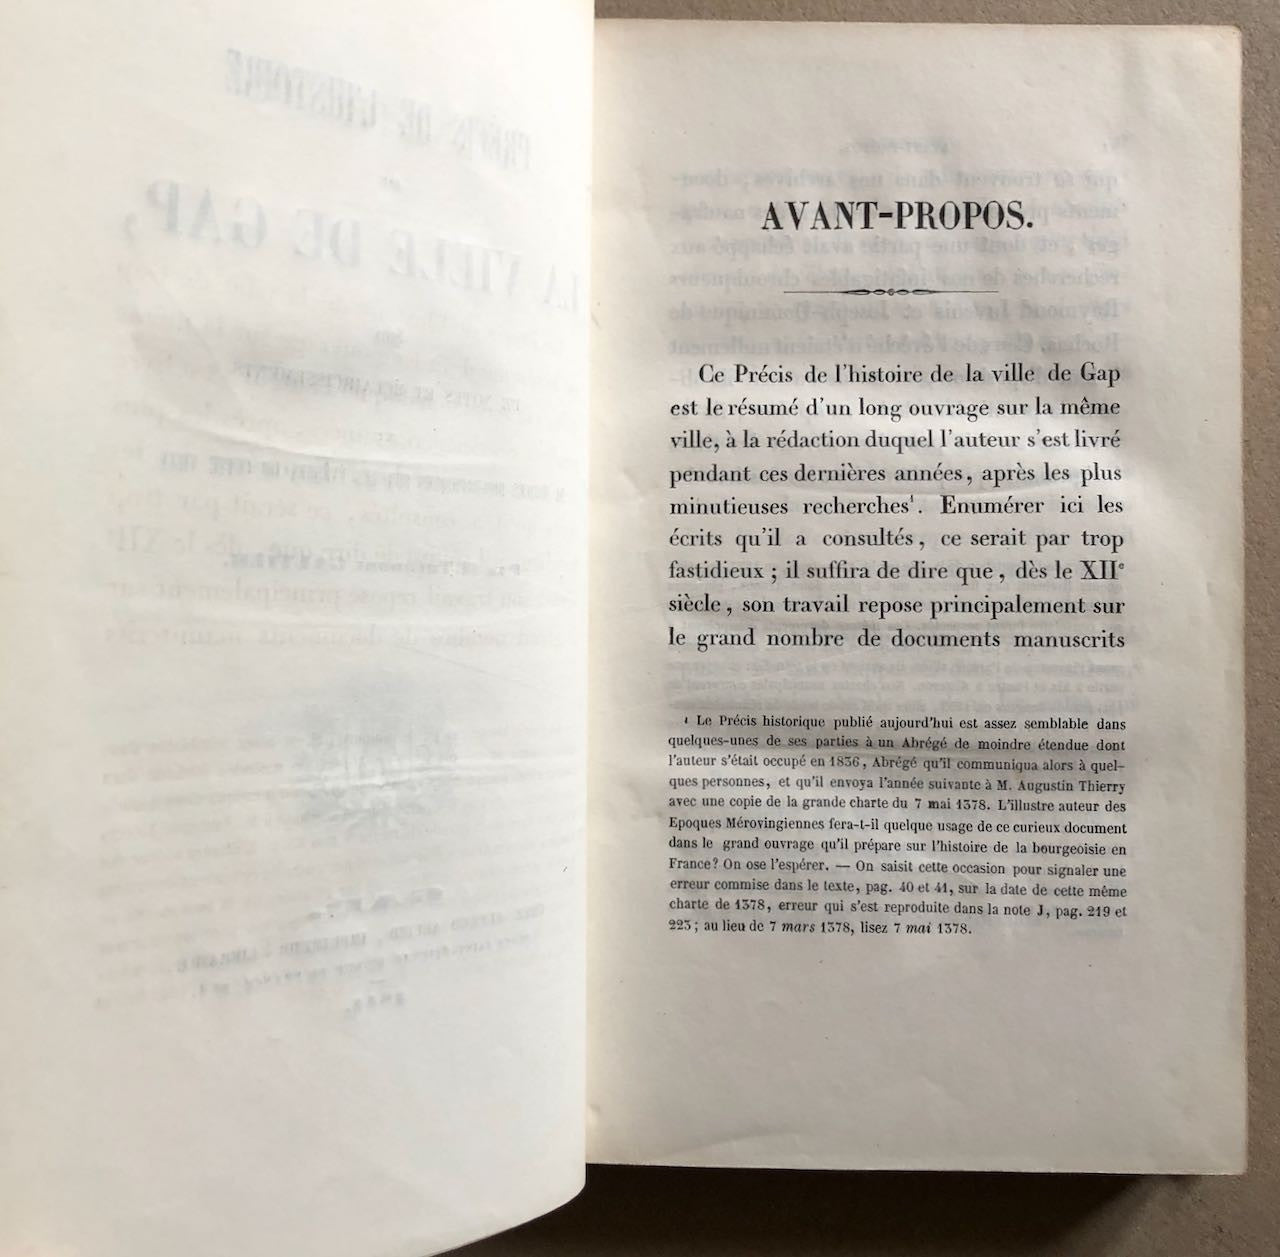 AVANT-PROPOS.
Ce Précis de l'histoire de la ville de Gap
est le résumé d'un long ouvrage sur la même
ville, à la rédaction duquel l'auteur s'est livré
pendant ces dernières années, après les plus
minutieuses recherches¹. Enumérer ici les
écrits qu'il a consultés, ce serait par trop
fastidieux ; il suffira de dire que, dès le XIIᵉ
siècle, son travail repose principalement sur
le grand nombre de documents manuscrits
¹ Le Précis historique publié aujourd'hui est assez semblable dans
quelques-unes de ses parties à un Abrégé de moindre étendue dont
l'auteur s'était occupé en 1836, Abrégé qu'il communiqua alors à quel-
ques personnes, et qu'il envoya l'année suivante à M. Augustin Thierry
avec une copie de la grande charte du 7 mai 1378. L'illustre auteur des
Epoques Mérovingiennes fera-t-il quelque usage de ce curieux document
dans le grand ouvrage qu'il prépare sur l'histoire de la bourgeoisie en
France? On ose l'espérer. — On saisit cette occasion pour signaler une
erreur commise dans le texte, pag. 40 et 41, sur la date de cette même
charte de 1378, erreur qui s'est reproduite dans la note J, pag. 219 et
223 ; au lieu de 7 mars 1378, lisez 7 mai 1378.